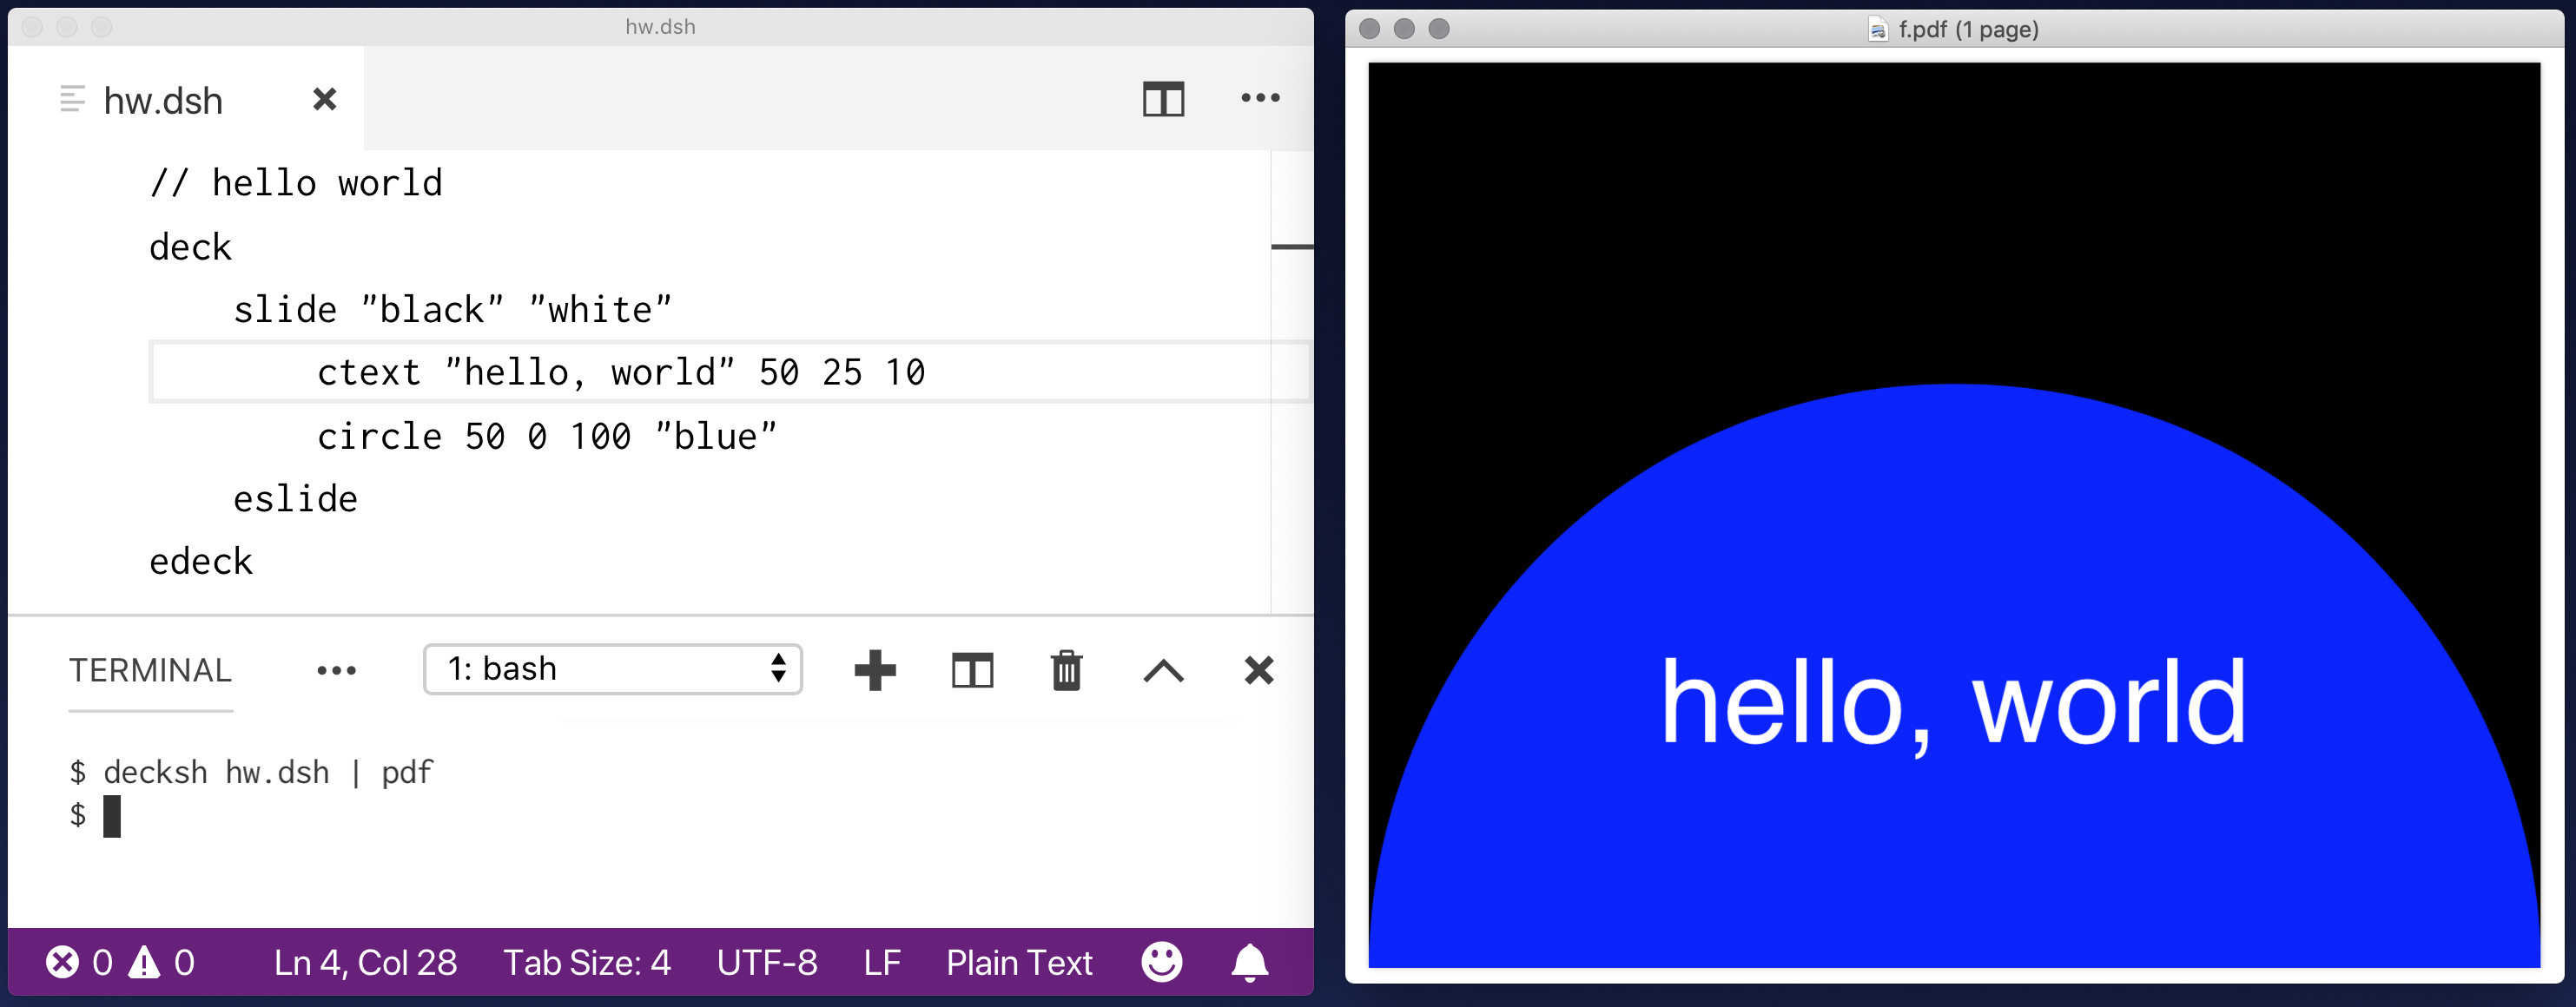 hw.dsh
hw.dsh
// hello world
deck
slide "black" "white"
ctext "hello, world" 50 25 10
circle 50 0 100 "blue"
eslide
edeck
TERMINAL
1: bash
$ decksh hw.dsh | pdf
$
0 0 Ln 4, Col 28 Tab Size: 4 UTF-8 LF Plain Text
f.pdf (1 page)
hello, world